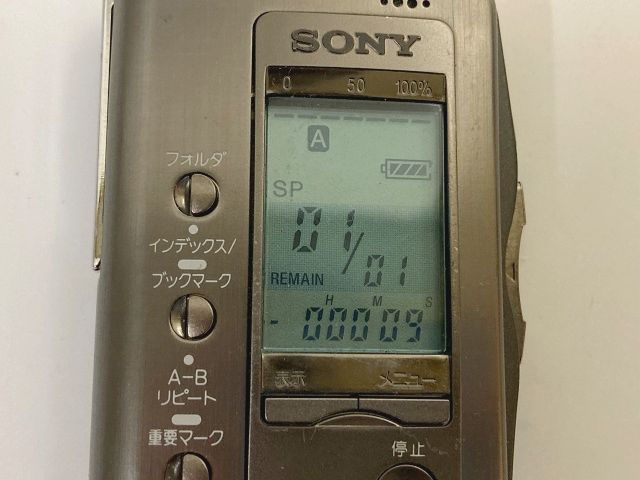 SONY
0 50 100%
A
フォルダ
SP
インデックス/
ブックマーク
01/01
REMAIN
H M S
- 00009
A-B
リピート
表示 メニュー
重要マーク
停止